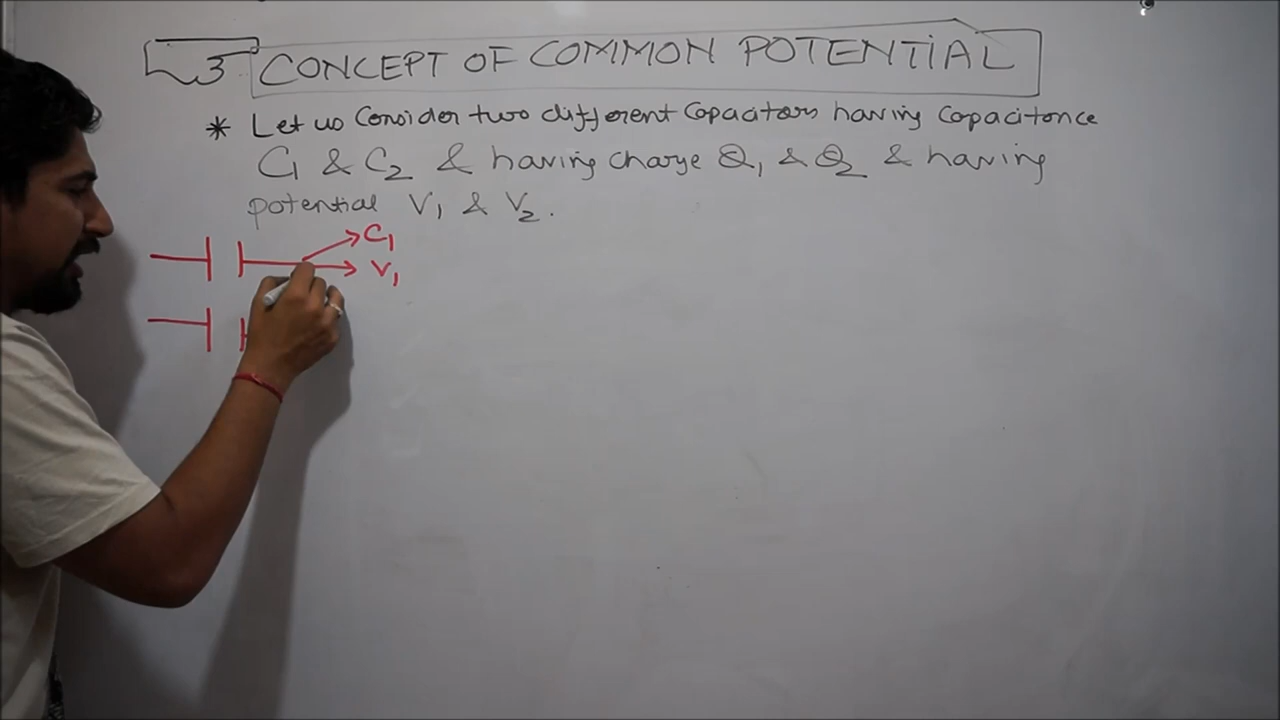 3 CONCEPT OF COMMON POTENTIAL
* Let us Consider two different Capacitors having Capacitance
C1 & C2 & having charge Q1 & Q2 & having
potential V1 & V2.
C1
V1